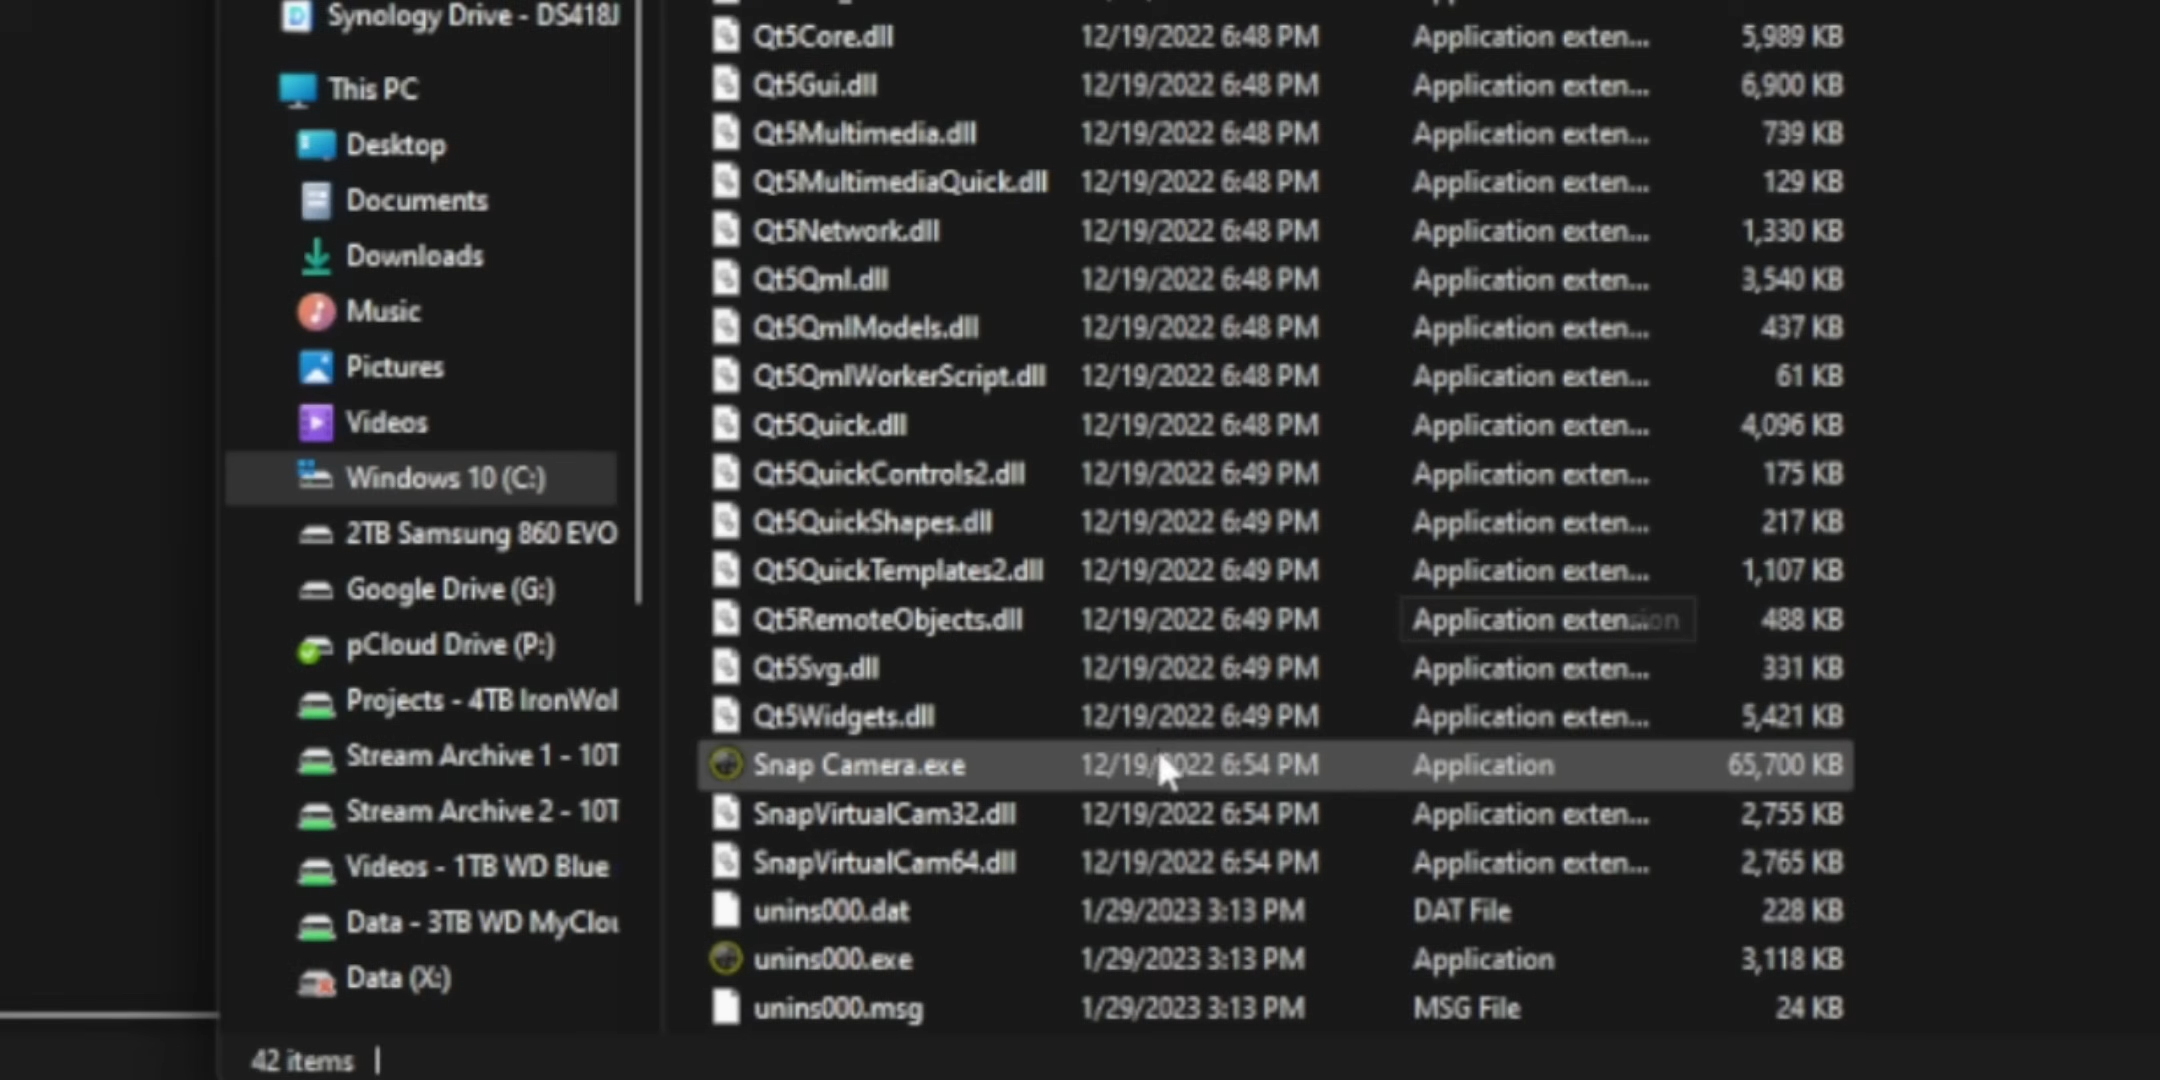 Synology Drive - DS418J
This PC
Desktop
Documents
Downloads
Music
Pictures
Videos
Windows 10 (C:)
2TB Samsung 860 EVO
Google Drive (G:)
pCloud Drive (P:)
Projects - 4TB IronWol
Stream Archive 1 - 10T
Stream Archive 2 - 10T
Videos - 1TB WD Blue
Data - 3TB WD MyClou
Data (X:)
Qt5Core.dll 12/19/2022 6:48 PM Application exten... 5,989 KB
Qt5Gui.dll 12/19/2022 6:48 PM Application exten... 6,900 KB
Qt5Multimedia.dll 12/19/2022 6:48 PM Application exten... 739 KB
Qt5MultimediaQuick.dll 12/19/2022 6:48 PM Application exten... 129 KB
Qt5Network.dll 12/19/2022 6:48 PM Application exten... 1,330 KB
Qt5Qml.dll 12/19/2022 6:48 PM Application exten... 3,540 KB
Qt5QmlModels.dll 12/19/2022 6:48 PM Application exten... 437 KB
Qt5QmlWorkerScript.dll 12/19/2022 6:48 PM Application exten... 61 KB
Qt5Quick.dll 12/19/2022 6:48 PM Application exten... 4,096 KB
Qt5QuickControls2.dll 12/19/2022 6:49 PM Application exten... 175 KB
Qt5QuickShapes.dll 12/19/2022 6:49 PM Application exten... 217 KB
Qt5QuickTemplates2.dll 12/19/2022 6:49 PM Application exten... 1,107 KB
Qt5RemoteObjects.dll 12/19/2022 6:49 PM Application exten... 488 KB
Qt5Svg.dll 12/19/2022 6:49 PM Application exten... 331 KB
Qt5Widgets.dll 12/19/2022 6:49 PM Application exten... 5,421 KB
Snap Camera.exe 12/19/2022 6:54 PM Application 65,700 KB
SnapVirtualCam32.dll 12/19/2022 6:54 PM Application exten... 2,755 KB
SnapVirtualCam64.dll 12/19/2022 6:54 PM Application exten... 2,765 KB
unins000.dat 1/29/2023 3:13 PM DAT File 228 KB
unins000.exe 1/29/2023 3:13 PM Application 3,118 KB
unins000.msg 1/29/2023 3:13 PM MSG File 24 KB
42 items